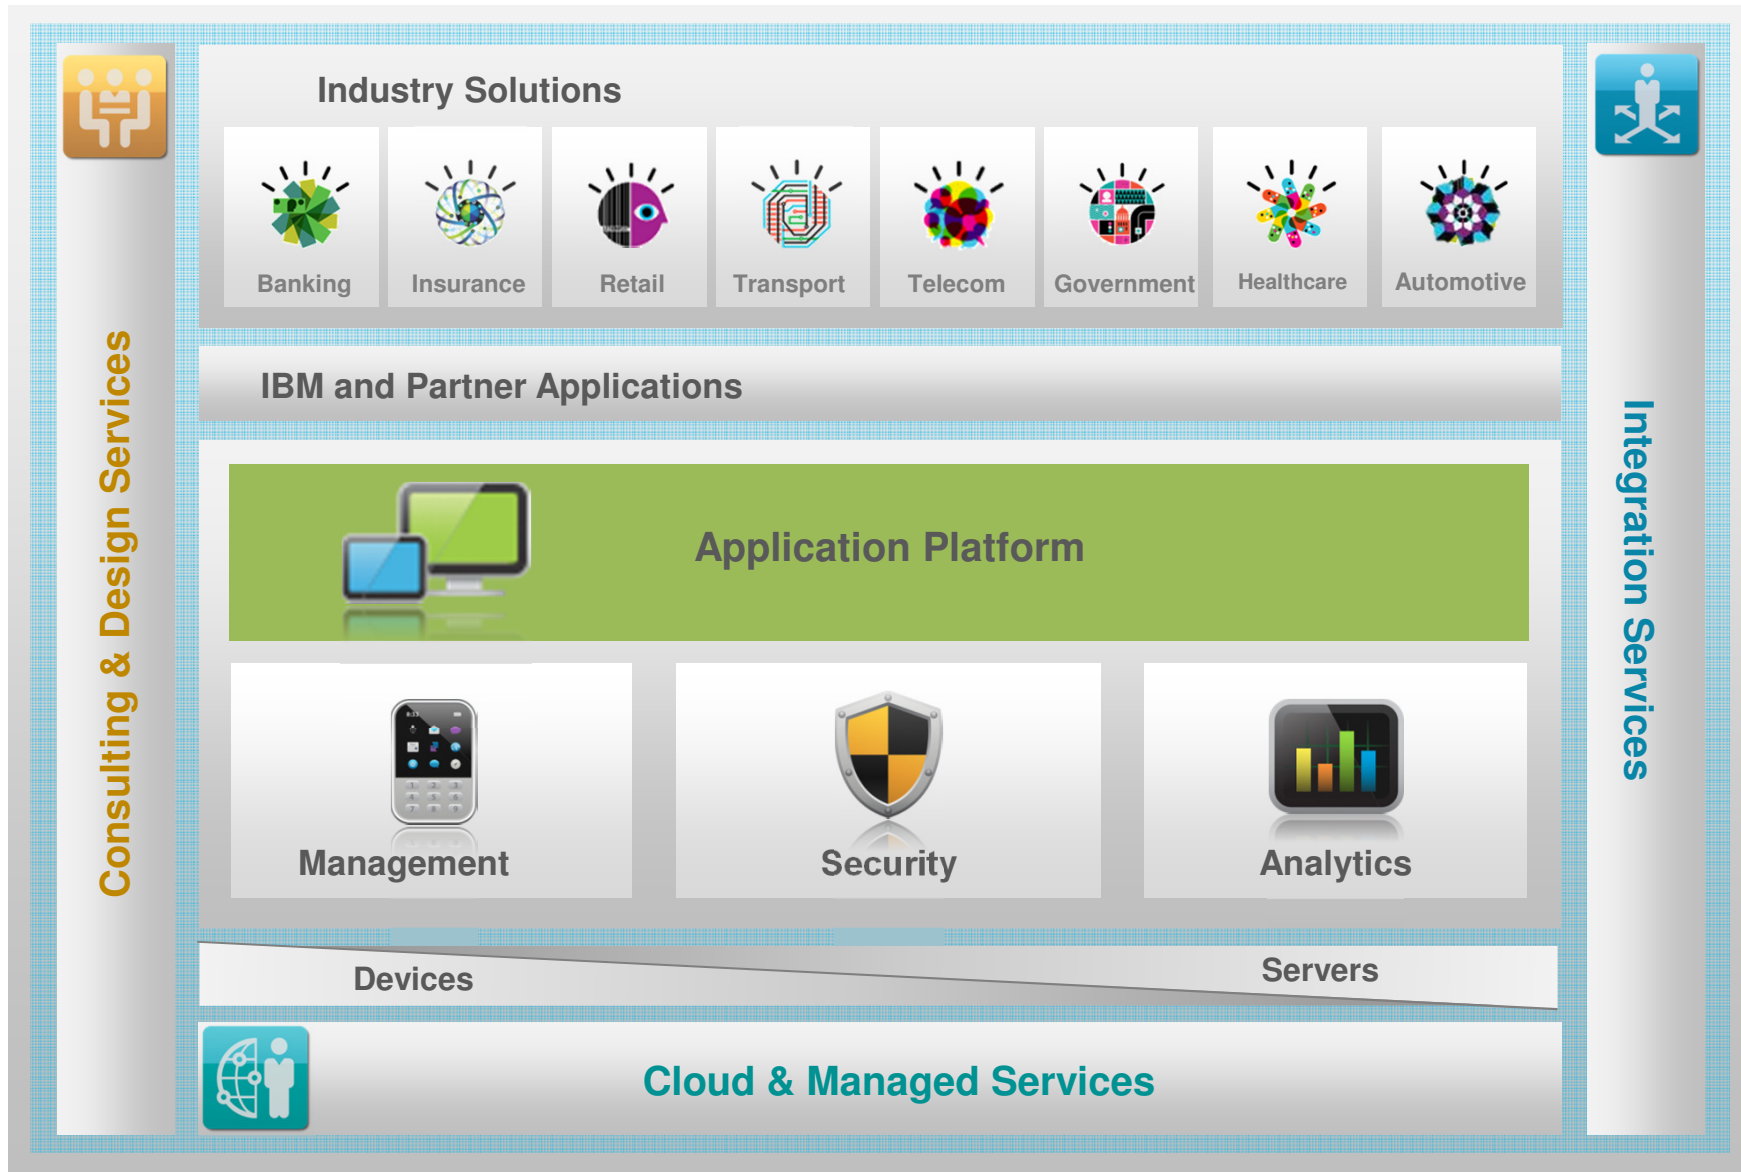 Industry Solutions
Banking
Insurance
Retail
Transport
Telecom
Government
Healthcare
Automotive
IBM and Partner Applications
Consulting & Design Services
Integration Services
Application Platform
Management
Security
Analytics
Devices
Servers
Cloud & Managed Services